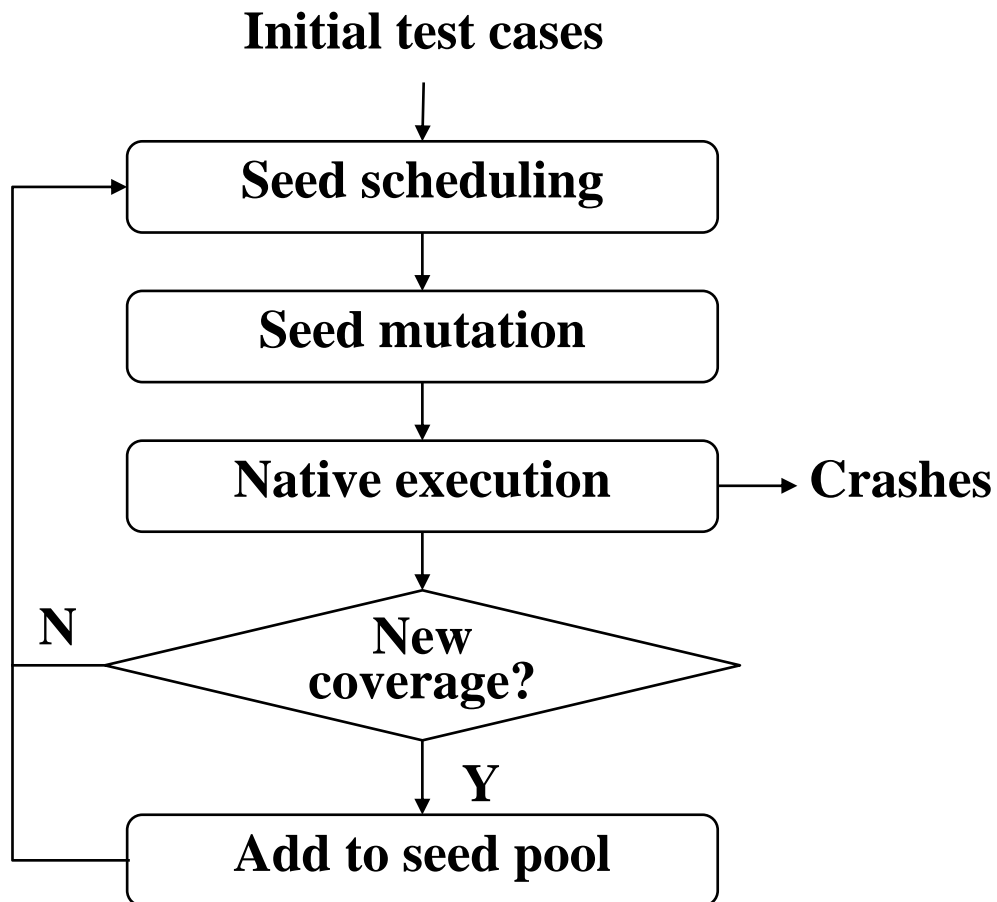 Initial test cases
Seed scheduling
Seed mutation
Native execution
Crashes
N
New
coverage?
Y
Add to seed pool